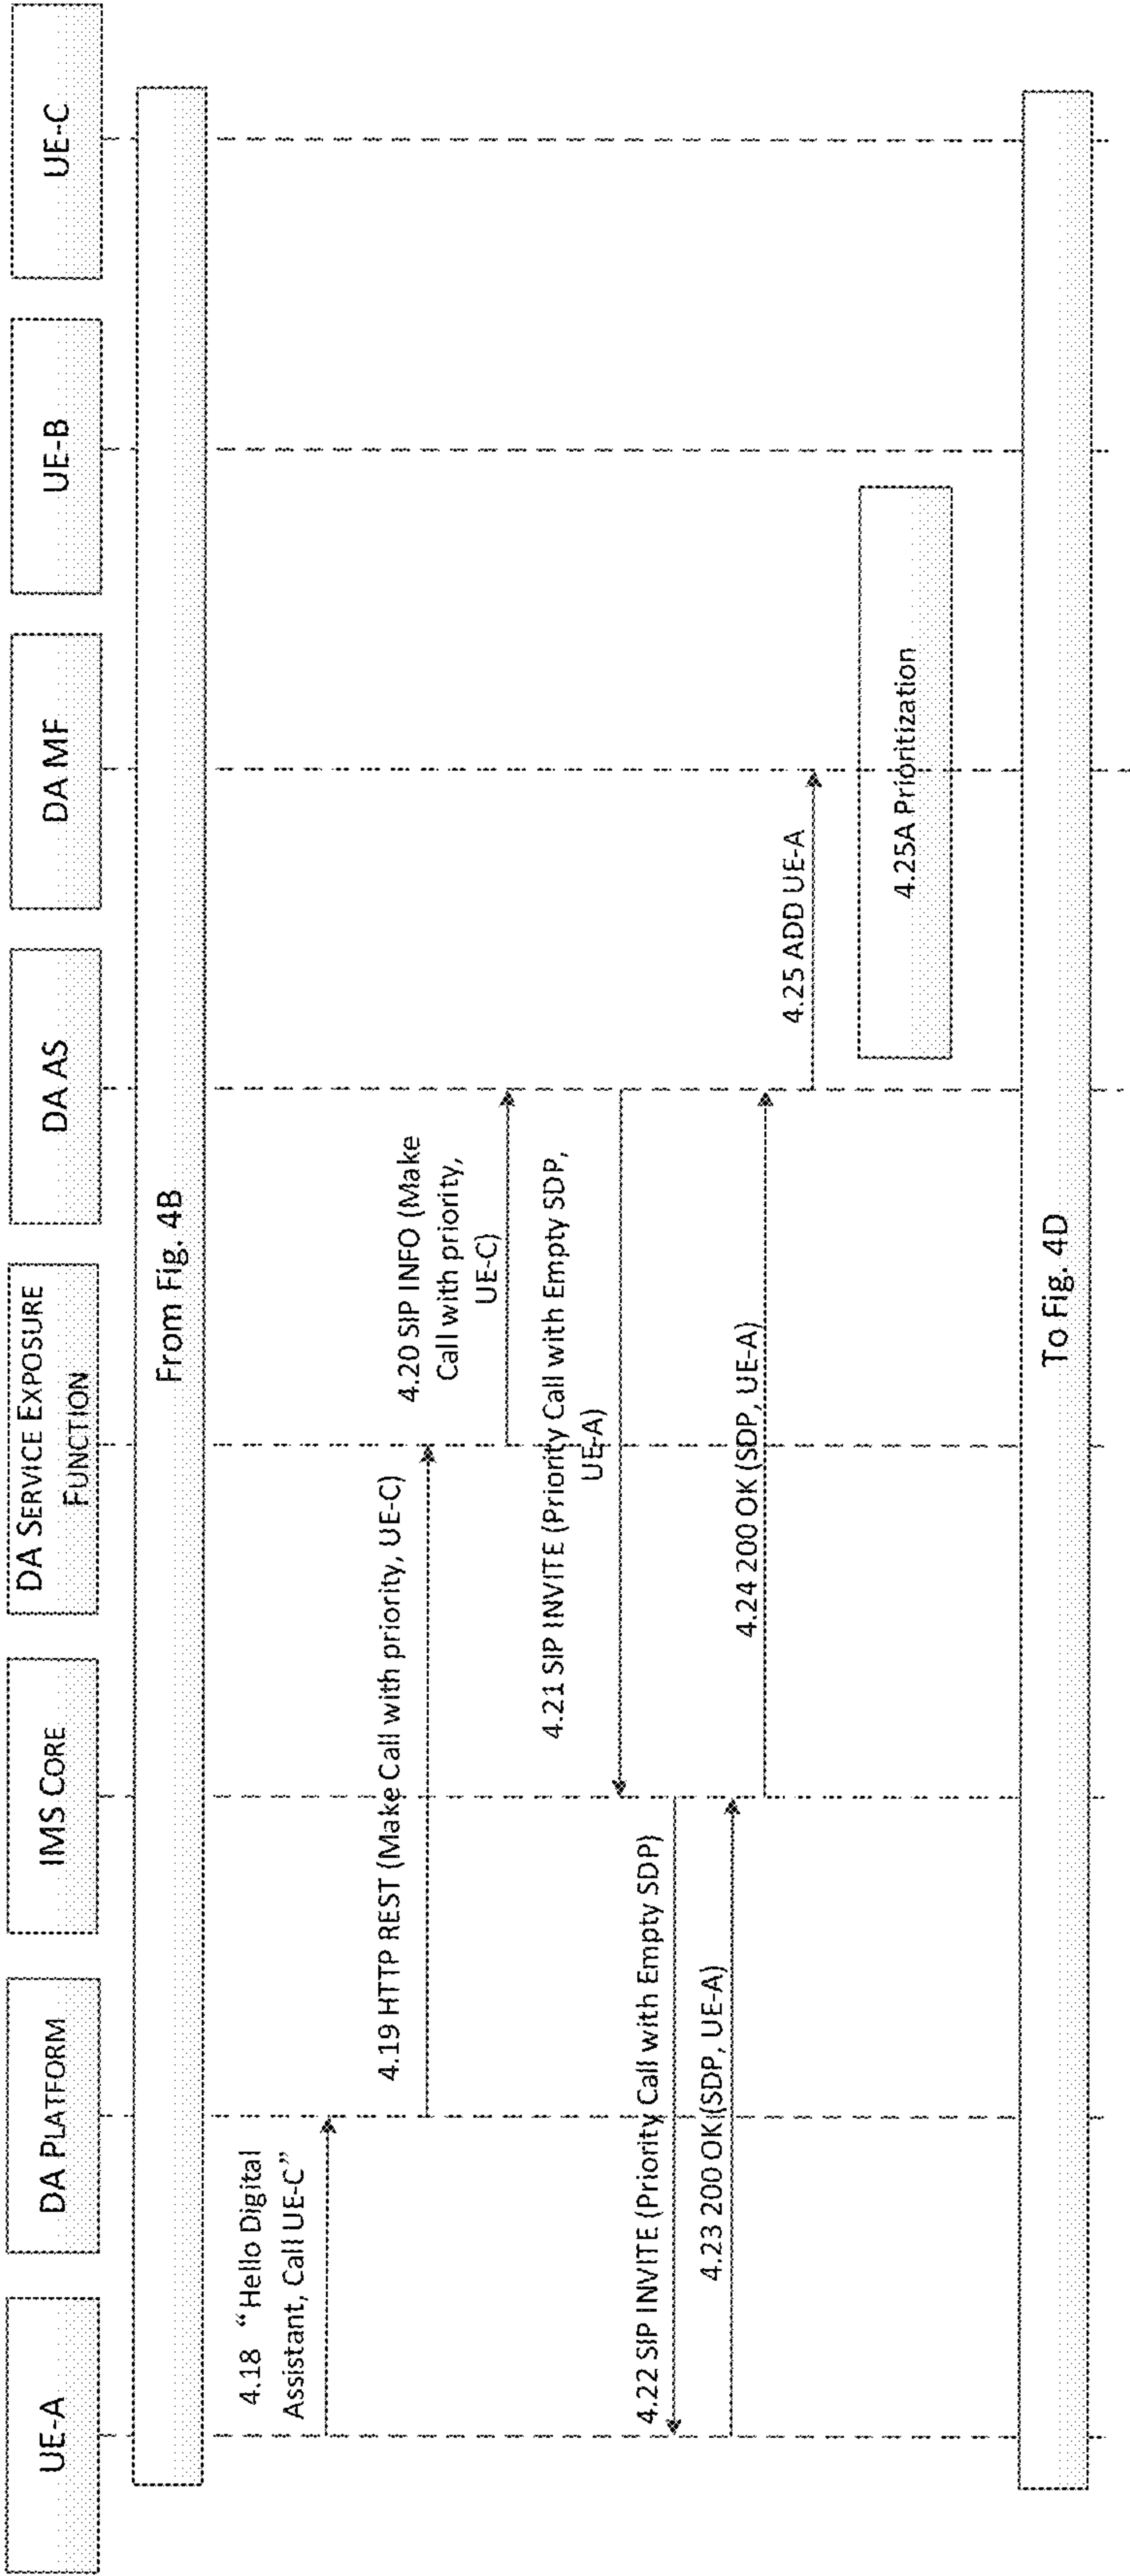 UE-A
DA PLATFORM
IMS CORE
DA SERVICE EXPOSURE
FUNCTION
DA AS
DA MF
UE-B
UE-C
From Fig. 4B
4.18 “Hello Digital
Assistant, Call UE-C”
4.19 HTTP REST (Make Call with priority, UE-C)
4.20 SIP INFO (Make
Call with priority,
UE-C)
4.21 SIP INVITE (Priority Call with Empty SDP,
UE-A)
4.22 SIP INVITE (Priority Call with Empty SDP)
4.23 200 OK (SDP, UE-A)
4.24 200 OK (SDP, UE-A)
4.25 ADD UE-A
4.25A Prioritization
To Fig. 4D